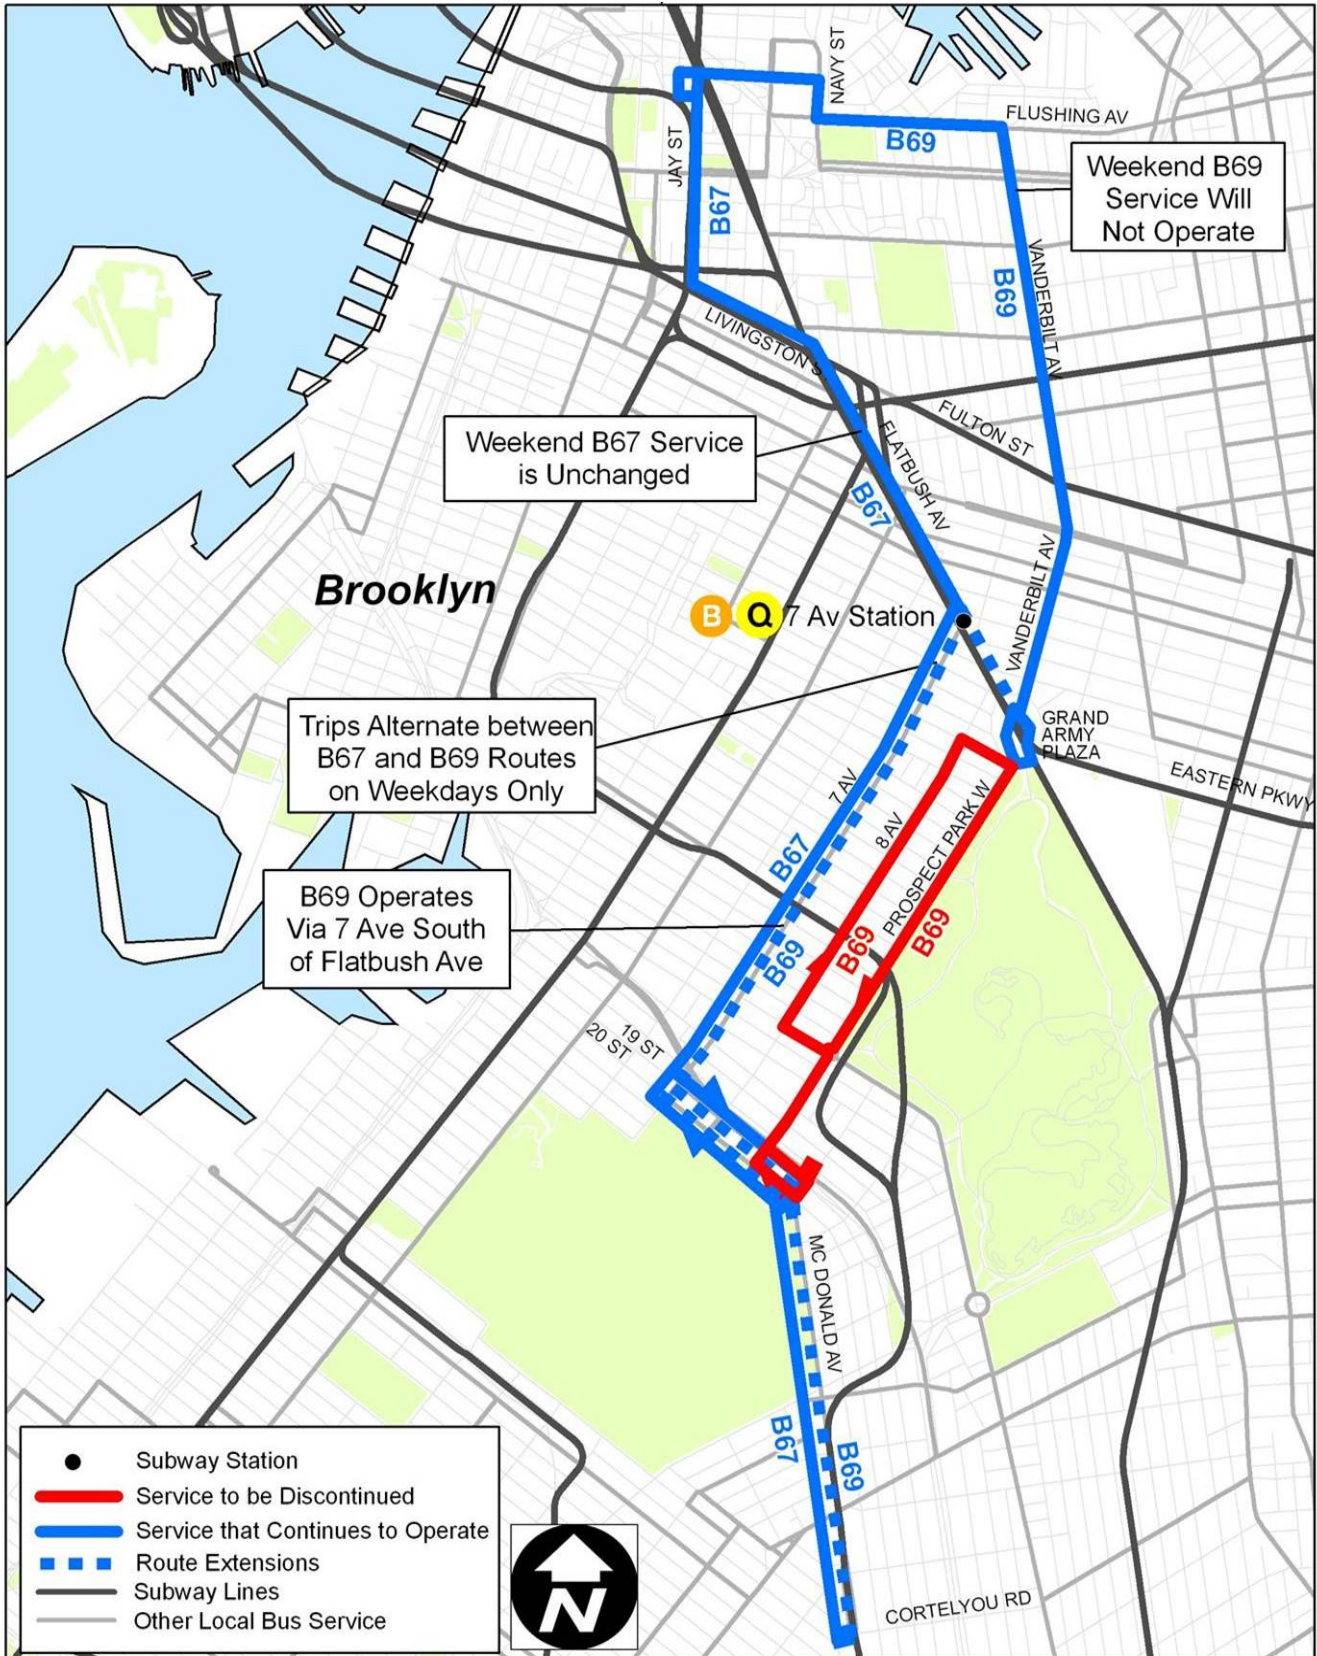 NAVY ST
FLUSHING AV
B69
JAY ST
B67
Weekend B69
Service Will
Not Operate
VANDERBILT AV
B69
LIVINGSTON S
FULTON ST
FLATBUSH AV
Weekend B67 Service
is Unchanged
B67
VANDERBILT AV
Brooklyn
B Q 7 Av Station
Trips Alternate between
B67 and B69 Routes
on Weekdays Only
GRAND
ARMY
PLAZA
EASTERN PKWY
7 AV
8 AV
PROSPECT PARK W
B67
B69 Operates
Via 7 Ave South
of Flatbush Ave
B69
B69
B69
19 ST
20 ST
MC DONALD AV
B67
B69
CORTELYOU RD
Subway Station
Service to be Discontinued
Service that Continues to Operate
Route Extensions
Subway Lines
Other Local Bus Service
N